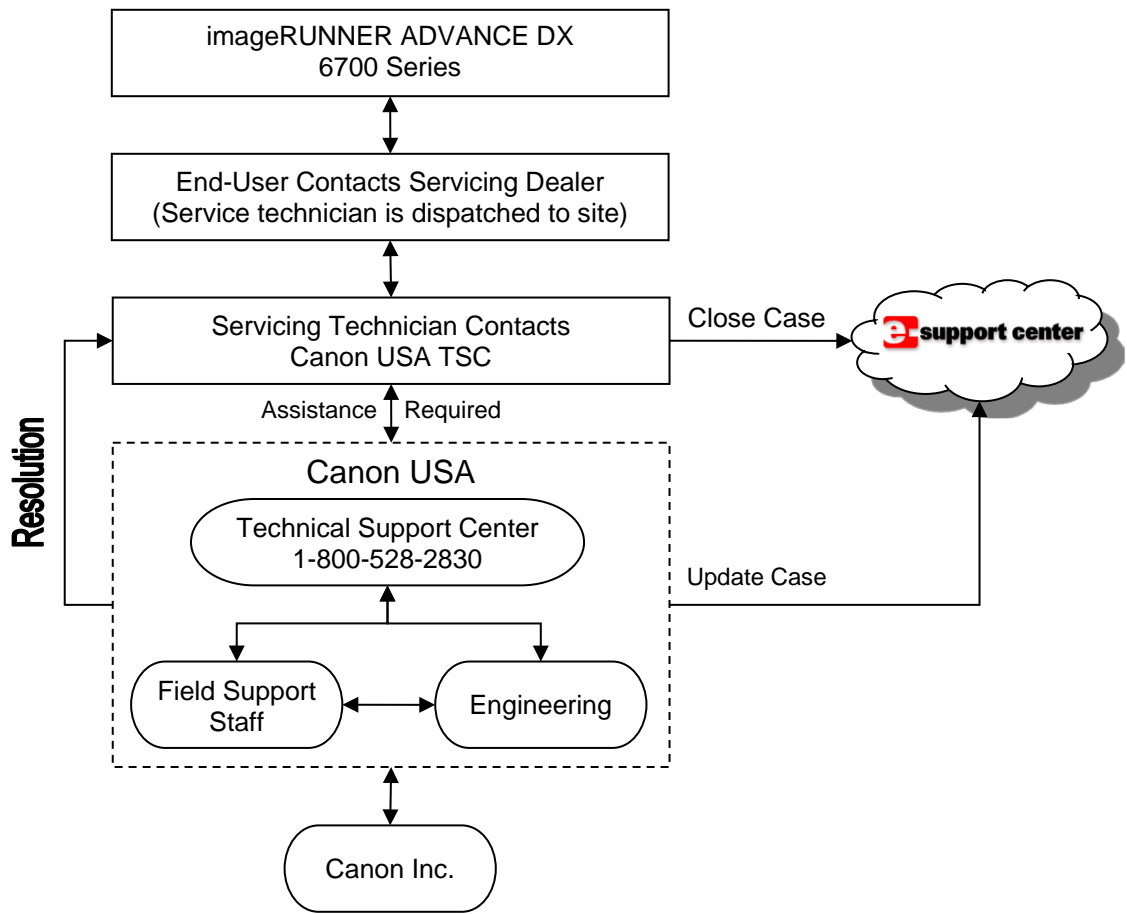 imageRUNNER ADVANCE DX
6700 Series
End-User Contacts Servicing Dealer
(Service technician is dispatched to site)
Servicing Technician Contacts
Canon USA TSC
Close Case
e-support center
Assistance Required
Resolution
Canon USA
Technical Support Center
1-800-528-2830
Update Case
Field Support
Staff
Engineering
Canon Inc.